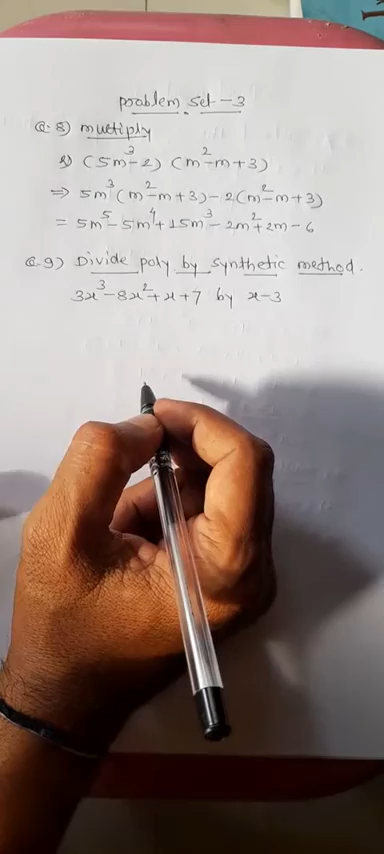 problem set-3
Q.8) multiply
2) (5m³-2) (m²-m+3)
⇒ 5m³(m²-m+3)-2(m²-m+3)
= 5m⁵-5m⁴+15m³-2m²+2m-6
Q.9) Divide poly by synthetic method.
3x³-8x²+x+7 by x-3